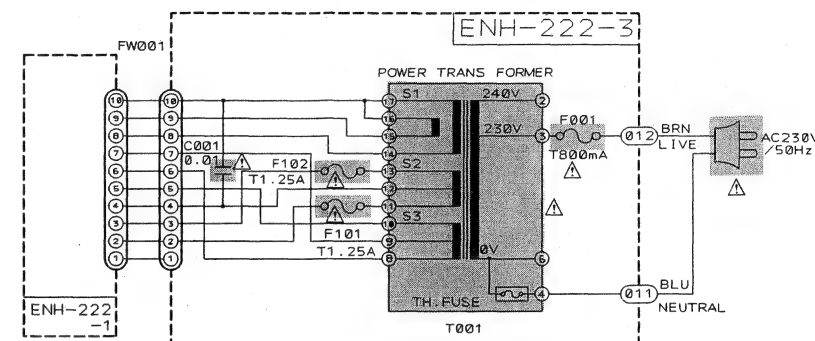 ENH-222-3
FW001
POWER TRANS FORMER
S1
240V
10
10
17
2
9
9
16
F001
8
8
15
230V
3
012
BRN
LIVE
AC230V
/50Hz
7
7
C001
0.01
14
T800mA
6
6
F102
13
S2
T1.25A
5
5
12
4
4
11
3
3
10
S3
2
2
F101
9
0V
1
1
T1.25A
8
5
BLU
4
011
NEUTRAL
TH.FUSE
ENH-222
-1
T001